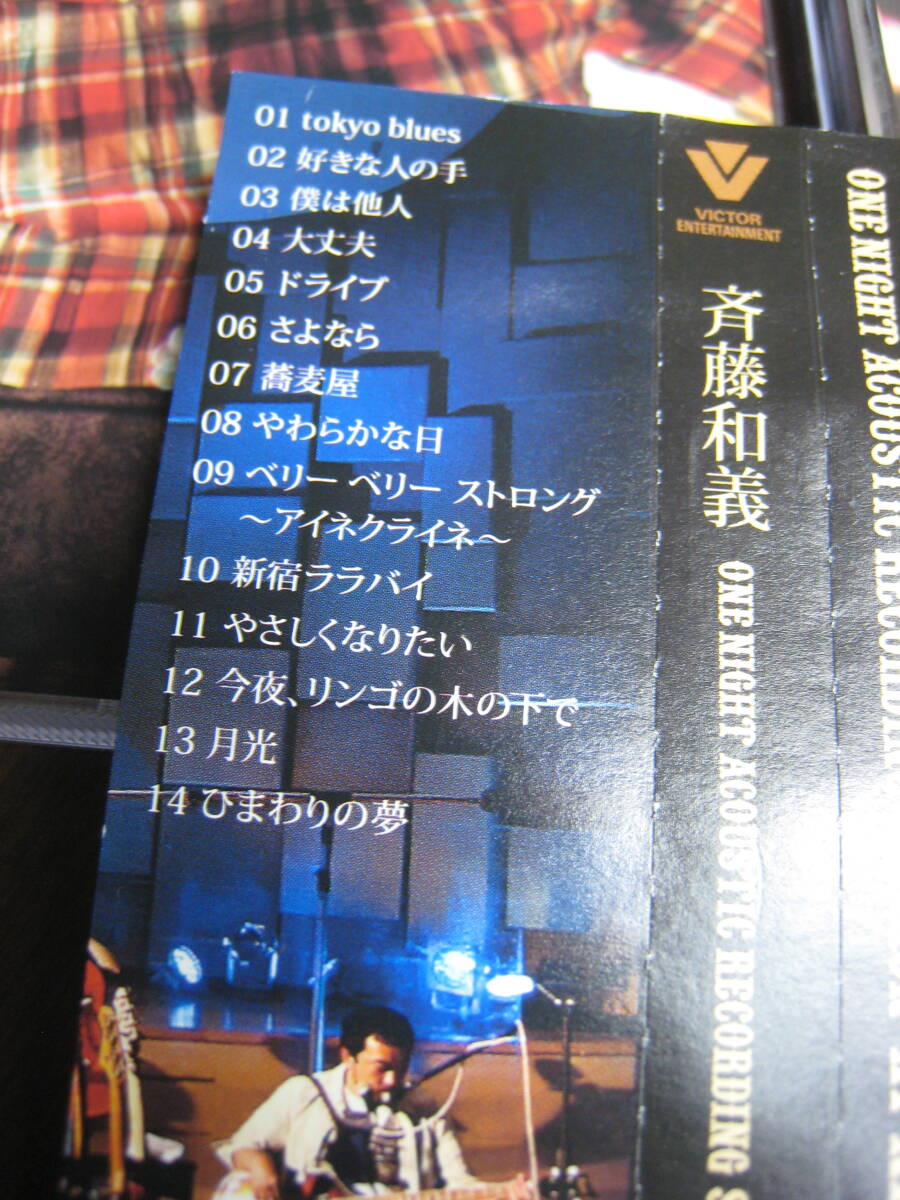 01 tokyo blues
02 好きな人の手
03 僕は他人
04 大丈夫
05 ドライブ
06 さよなら
07 蕎麦屋
08 やわらかな日
09 ベリー ベリー ストロング
～アイネクライネ～
10 新宿ララバイ
11 やさしくなりたい
12 今夜、リンゴの木の下で
13 月光
14 ひまわりの夢
VICTOR
ENTERTAINMENT
斉藤和義 ONE NIGHT ACOUSTIC RECORDING S
ONE NIGHT ACOUSTIC RECORDING